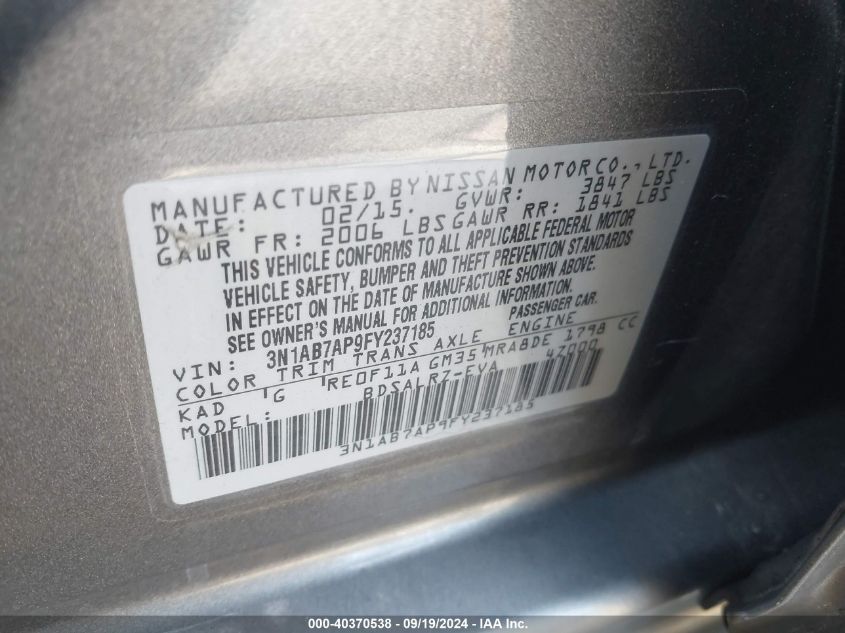 MANUFACTURED BY NISSAN MOTOR CO., LTD.
DATE: 02/15. GVWR: 3847 LBS
GAWR FR: 2006 LBS GAWR RR: 1841 LBS
THIS VEHICLE CONFORMS TO ALL APPLICABLE FEDERAL MOTOR
VEHICLE SAFETY, BUMPER AND THEFT PREVENTION STANDARDS
IN EFFECT ON THE DATE OF MANUFACTURE SHOWN ABOVE.
SEE OWNER'S MANUAL FOR ADDITIONAL INFORMATION.
VIN: 3N1AB7AP9FY237185 PASSENGER CAR.
COLOR TRIM TRANS AXLE ENGINE
KAD G RE0F11A GM35 MRA8DE 1798 CC
MODEL: BDSALRZ-EVA 47000
3N1AB7AP9FY237185
000-40370538 - 09/19/2024 - IAA Inc.